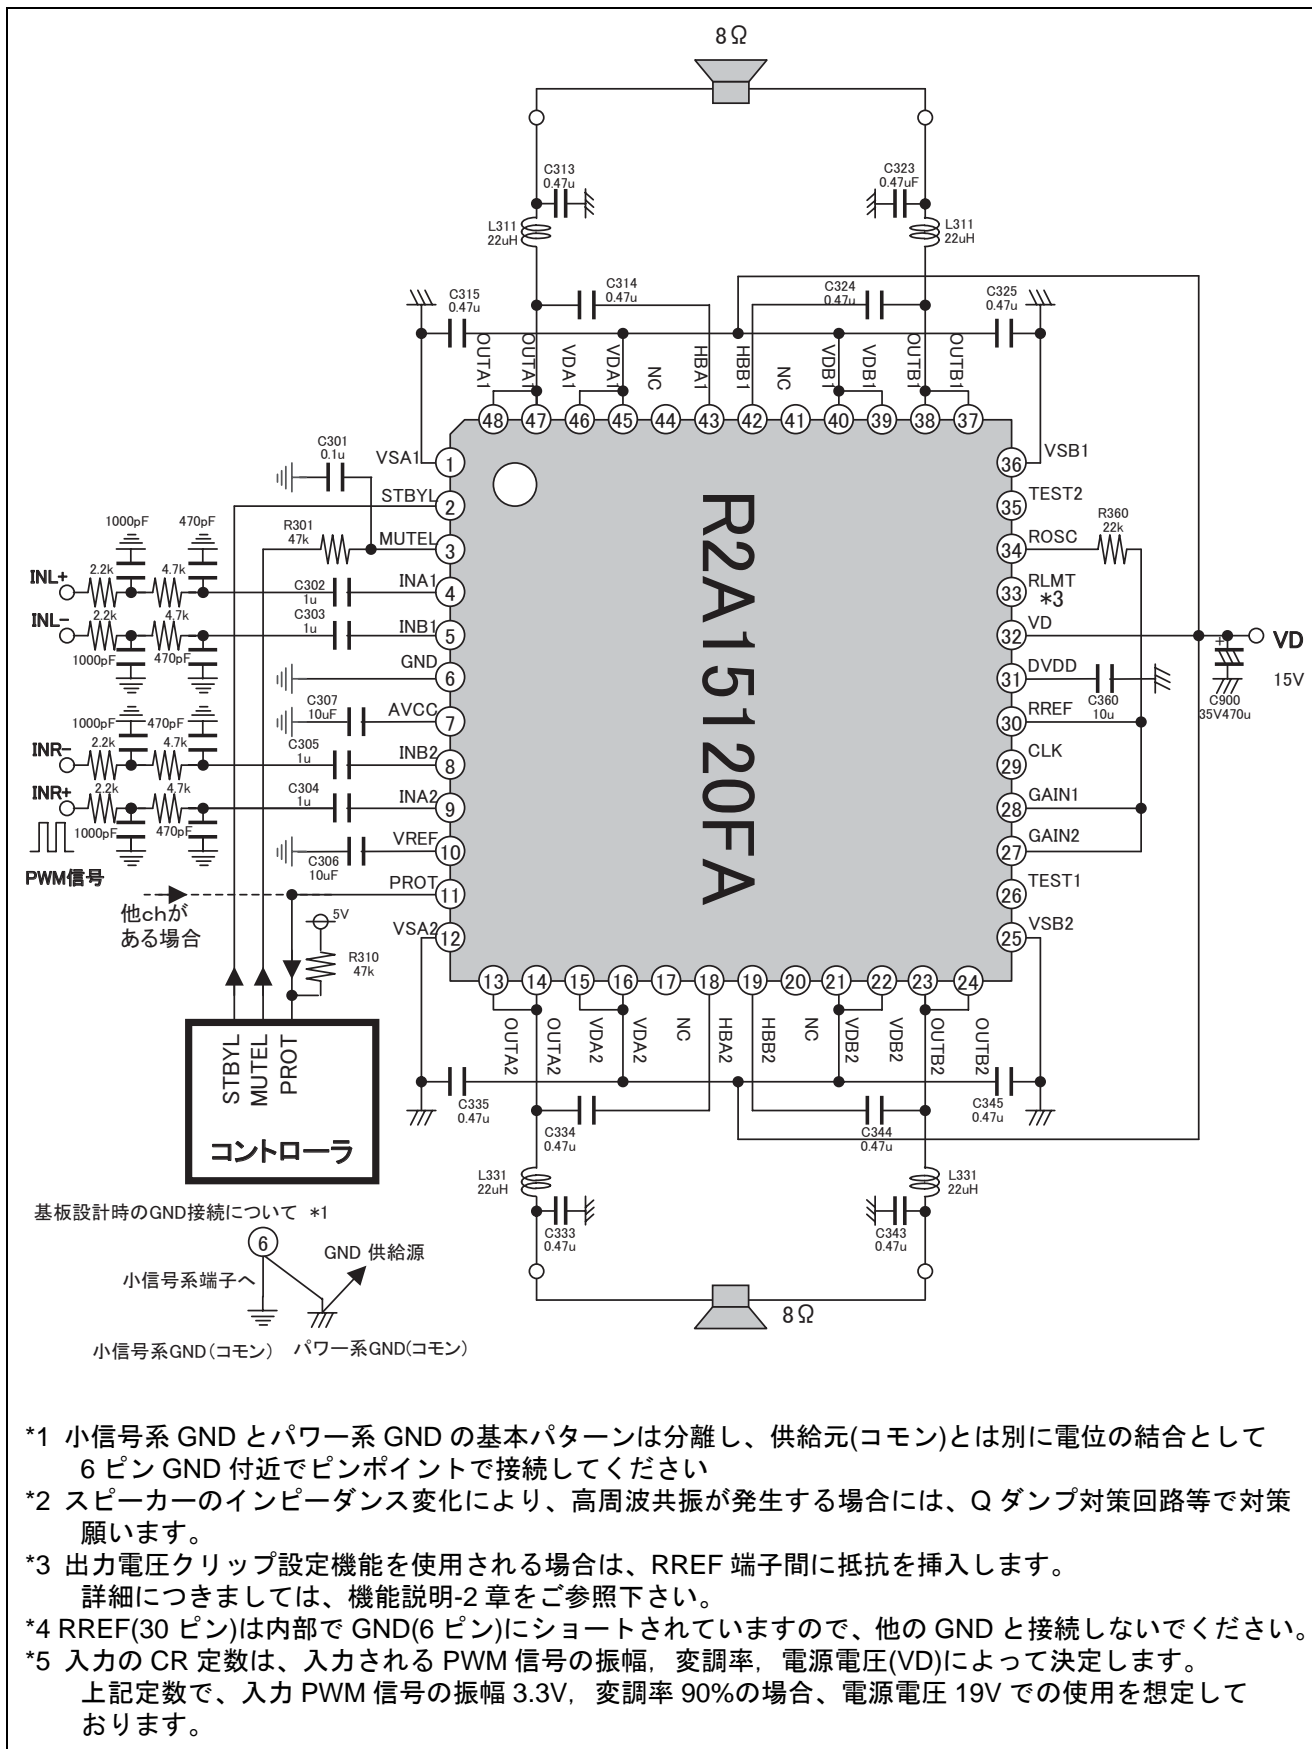 8Ω
C313
0.47u
C323
0.47uF
L311
22uH
L311
22uH
C315
0.47u
C314
0.47u
C324
0.47u
C325
0.47u
OUTA1
OUTA1
VDA1
VDA1
NC
HBA1
HBB1
NC
VDB1
VDB1
OUTB1
OUTB1
48
47
46
45
44
43
42
41
40
39
38
37
C301
0.1u
VSA1
1
STBYL
2
R301
47k
MUTEL
3
1000pF
470pF
INL+
2.2k
4.7k
C302
1u
INA1
4
INL-
2.2k
4.7k
C303
1u
INB1
5
1000pF
470pF
GND
6
C307
10uF
AVCC
7
1000pF
470pF
INR-
2.2k
4.7k
C305
1u
INB2
8
INR+
2.2k
4.7k
C304
1u
INA2
9
1000pF
470pF
C306
10uF
VREF
10
PWM信号
PROT
11
他chが
ある場合
5V
VSA2
12
R310
47k
R2A15120FA
36
VSB1
35
TEST2
34
ROSC
R360
22k
33
RLMT
*3
32
VD
+
VD
15V
31
DVDD
C360
10u
C900
35V470u
30
RREF
29
CLK
28
GAIN1
27
GAIN2
26
TEST1
25
VSB2
13
14
15
16
17
18
19
20
21
22
23
24
OUTA2
OUTA2
VDA2
VDA2
NC
HBA2
HBB2
NC
VDB2
VDB2
OUTB2
OUTB2
STBYL
MUTEL
PROT
コントローラ
C335
0.47u
C334
0.47u
C344
0.47u
C345
0.47u
L331
22uH
L331
22uH
C333
0.47u
C343
0.47u
8Ω
基板設計時のGND接続について *1
6
GND 供給源
小信号系端子へ
小信号系GND(コモン)
パワー系GND(コモン)
*1 小信号系 GND とパワー系 GND の基本パターンは分離し、供給元(コモン)とは別に電位の結合として
6 ピン GND 付近でピンポイントで接続してください
*2 スピーカーのインピーダンス変化により、高周波共振が発生する場合には、Q ダンプ対策回路等で対策
願います。
*3 出力電圧クリップ設定機能を使用される場合は、RREF 端子間に抵抗を挿入します。
詳細につきましては、機能説明-2 章をご参照下さい。
*4 RREF(30 ピン)は内部で GND(6 ピン)にショートされていますので、他の GND と接続しないでください。
*5 入力の CR 定数は、入力される PWM 信号の振幅, 変調率, 電源電圧(VD)によって決定します。
上記定数で、入力 PWM 信号の振幅 3.3V, 変調率 90%の場合、電源電圧 19V での使用を想定して
おります。